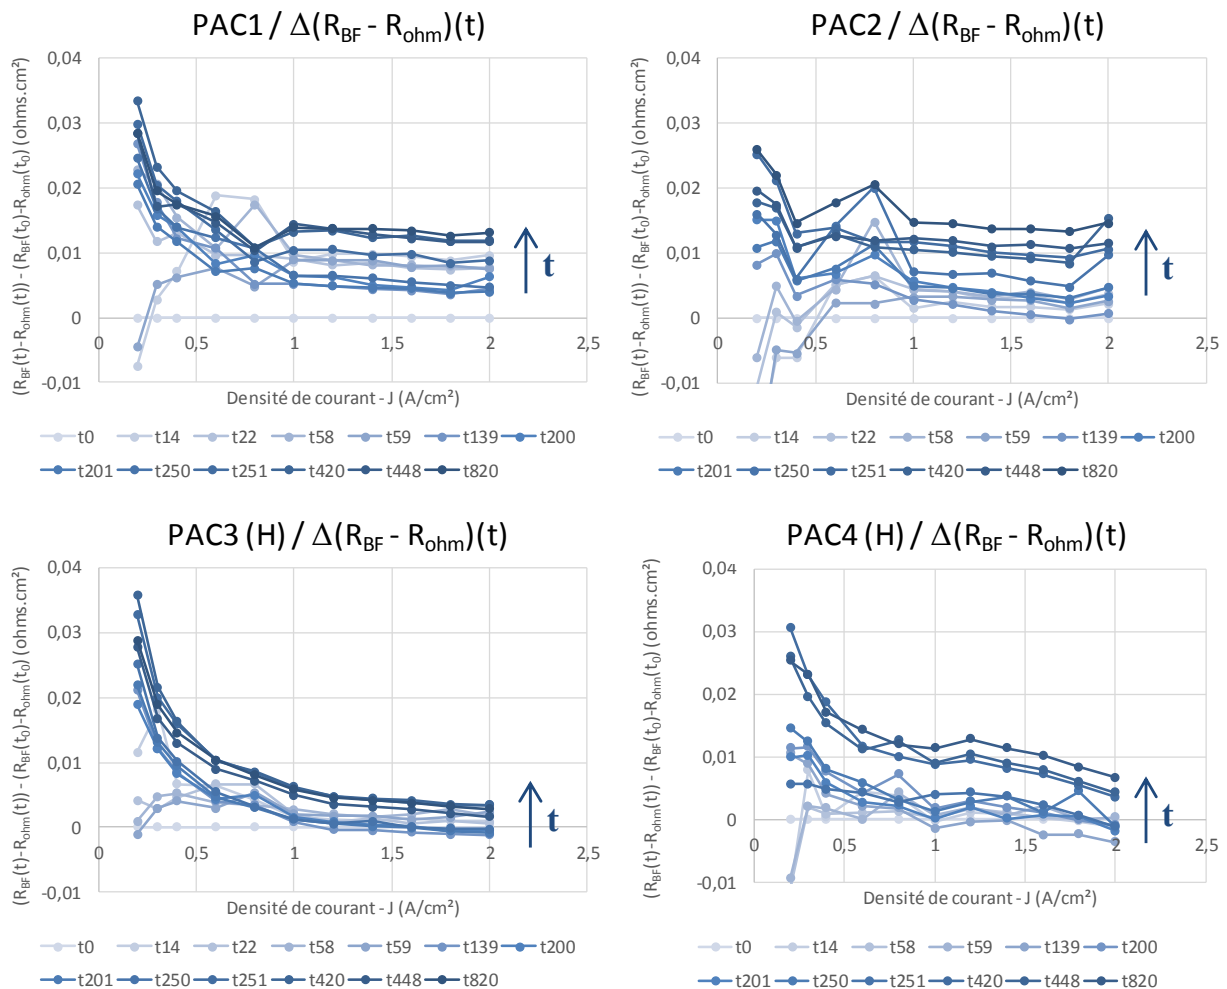 PAC1 / Δ(RBF - Rohm)(t)
(RBF(t)-Rohm(t)) – (RBF(t0)-Rohm(t0) (ohms.cm²)
0,04
0,03
0,02
0,01
0
-0,01
0 0,5 1 1,5 2 2,5
t
Densité de courant - J (A/cm²)
t0 t14 t22 t58 t59 t139 t200
t201 t250 t251 t420 t448 t820
PAC2 / Δ(RBF - Rohm)(t)
(RBF(t)-Rohm(t)) – (RBF(t0)-Rohm(t0) (ohms.cm²)
0,04
0,03
0,02
0,01
0
-0,01
0 0,5 1 1,5 2 2,5
t
Densité de courant - J (A/cm²)
t0 t14 t22 t58 t59 t139 t200
t201 t250 t251 t420 t448 t820
PAC3 (H) / Δ(RBF - Rohm)(t)
(RBF(t)-Rohm(t)) – (RBF(t0)-Rohm(t0) (ohms.cm²)
0,04
0,03
0,02
0,01
0
-0,01
0 0,5 1 1,5 2 2,5
t
Densité de courant - J (A/cm²)
t0 t14 t22 t58 t59 t139 t200
t201 t250 t251 t420 t448 t820
PAC4 (H) / Δ(RBF - Rohm)(t)
(RBF(t)-Rohm(t)) – (RBF(t0)-Rohm(t0) (ohms.cm²)
0,04
0,03
0,02
0,01
0
-0,01
0 0,5 1 1,5 2 2,5
t
Densité de courant - J (A/cm²)
t0 t14 t58 t59 t139 t200
t201 t250 t251 t420 t448 t820